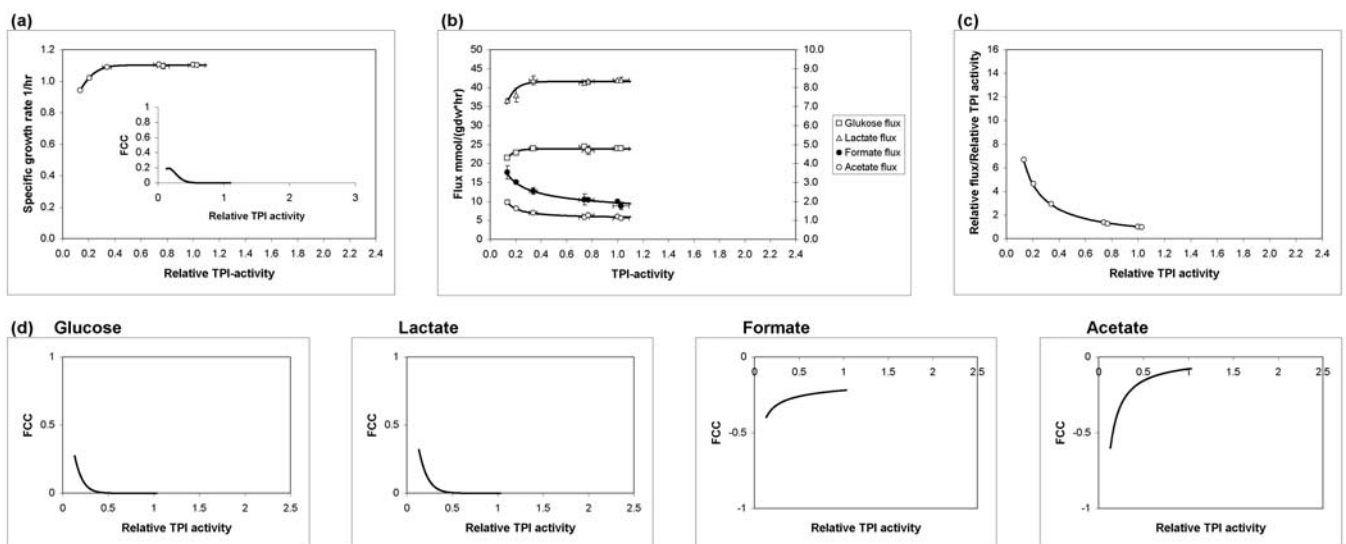 (a)
1.2
1.0
0.8
0.6
0.4
0.2
0.0
Specific growth rate 1/hr
0.0 0.2 0.4 0.6 0.8 1.0 1.2 1.4 1.6 1.8 2.0 2.2 2.4
Relative TPI-activity
1
0.8
0.6
0.4
0.2
0
FCC
0 1 2 3
Relative TPI activity
(b)
50
45
40
35
30
25
20
15
10
5
0
Flux mmol/(gdw*hr)
10.0
9.0
8.0
7.0
6.0
5.0
4.0
3.0
2.0
1.0
0.0
0.0 0.2 0.4 0.6 0.8 1.0 1.2 1.4 1.6 1.8 2.0 2.2 2.4
TPI-activity
Glukose flux
Lactate flux
Formate flux
Acetate flux
(c)
16
14
12
10
8
6
4
2
0
Relative flux/Relative TPI activity
0.0 0.2 0.4 0.6 0.8 1.0 1.2 1.4 1.6 1.8 2.0 2.2 2.4
Relative TPI activity
(d) Glucose
1
0.5
0
FCC
0 0.5 1 1.5 2 2.5
Relative TPI activity
Lactate
1
0.5
0
FCC
0 0.5 1 1.5 2 2.5
Relative TPI activity
Formate
0
-0.5
-1
FCC
0 0.5 1 1.5 2 2.5
Relative TPI activity
Acetate
0
-0.5
-1
FCC
0 0.5 1 1.5 2 2.5
Relative TPI activity